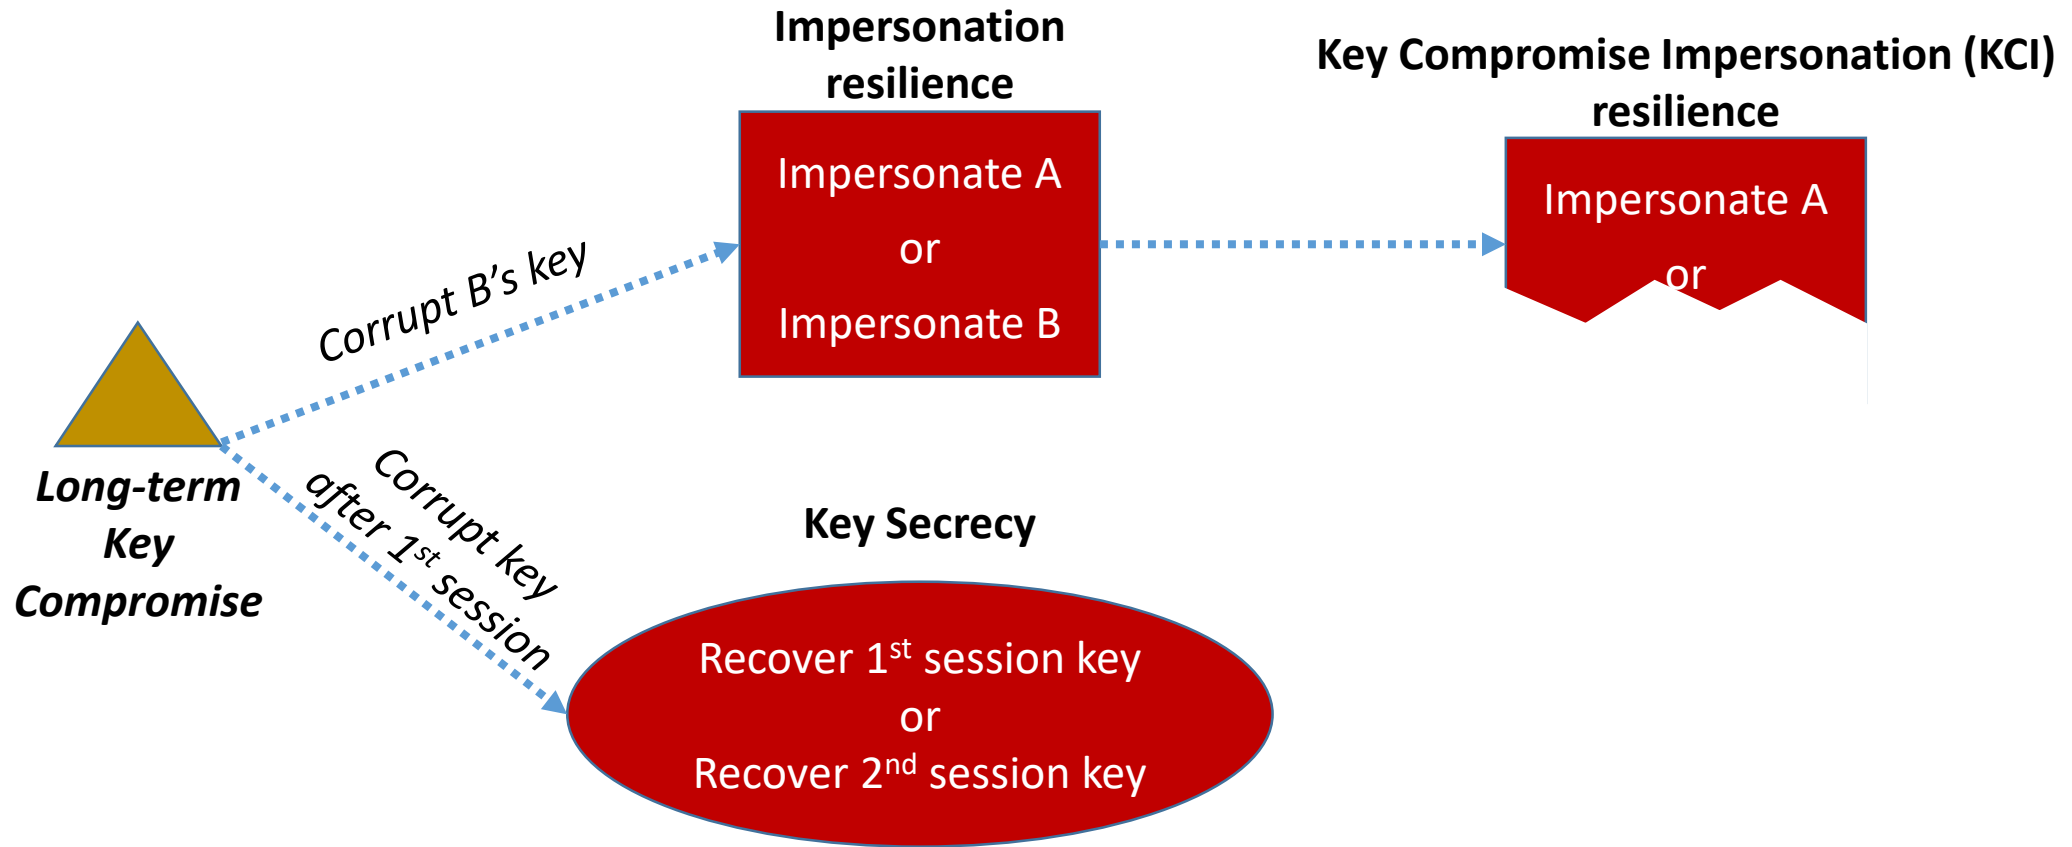 Impersonation
resilience
Impersonate A
or
Impersonate B
Key Compromise Impersonation (KCI)
resilience
Impersonate A
or
Corrupt B’s key
Long-term
Key
Compromise
Corrupt key
after 1st session
Key Secrecy
Recover 1st session key
or
Recover 2nd session key